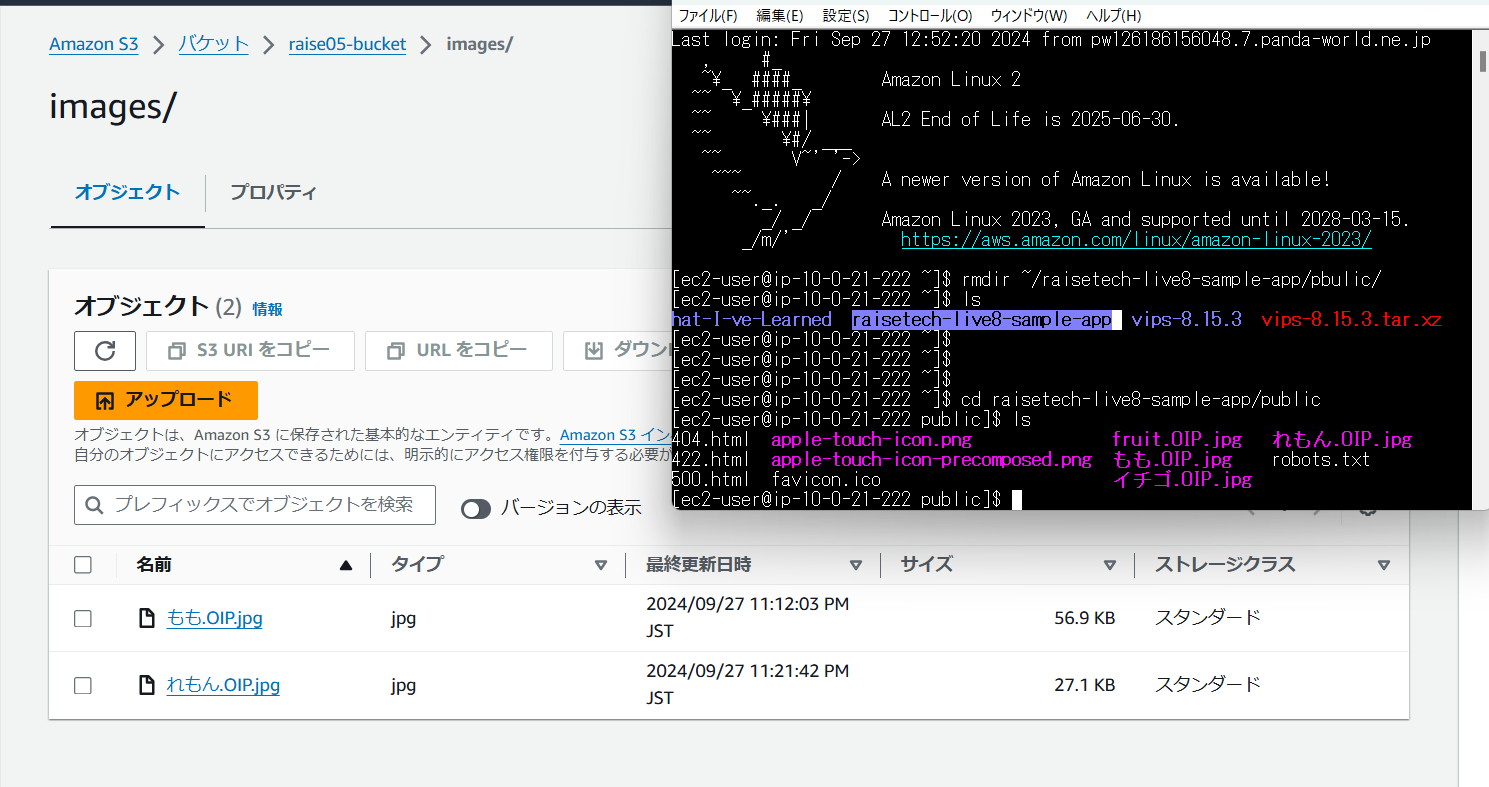 Amazon S3 > バケット > raise05-bucket > images/
images/
オブジェクト プロパティ
オブジェクト (2) 情報
S3 URI をコピー URL をコピー
アップロード
オブジェクトは、Amazon S3 に保存された基本的なエンティティです。Amazon S3 イン
自分のオブジェクトにアクセスできるためには、明示的にアクセス権限を付与する必要が
プレフィックスでオブジェクトを検索 バージョンの表示
名前 タイプ 最終更新日時 サイズ ストレージクラス
もも.OIP.jpg jpg 2024/09/27 11:12:03 PM JST 56.9 KB スタンダード
れもん.OIP.jpg jpg 2024/09/27 11:21:42 PM JST 27.1 KB スタンダード
ファイル(F) 編集(E) 設定(S) コントロール(O) ウィンドウ(W) ヘルプ(H)
Last login: Fri Sep 27 12:52:20 2024 from pw126186156048.7.panda-world.ne.jp
, #_
~¥_ ####_ Amazon Linux 2
~~ ¥_#####¥
~~ ¥###| AL2 End of Life is 2025-06-30.
~~ ¥#/ ___
~~ V~' '->
~~~ / A newer version of Amazon Linux is available!
~~._. _/
_/ _/ Amazon Linux 2023, GA and supported until 2028-03-15.
_/m/' https://aws.amazon.com/linux/amazon-linux-2023/
[ec2-user@ip-10-0-21-222 ~]$ rmdir ~/raisetech-live8-sample-app/pbulic/
[ec2-user@ip-10-0-21-222 ~]$ ls
hat-I-ve-Learned raisetech-live8-sample-app vips-8.15.3 vips-8.15.3.tar.xz
[ec2-user@ip-10-0-21-222 ~]$
[ec2-user@ip-10-0-21-222 ~]$
[ec2-user@ip-10-0-21-222 ~]$
[ec2-user@ip-10-0-21-222 ~]$ cd raisetech-live8-sample-app/public
[ec2-user@ip-10-0-21-222 public]$ ls
404.html apple-touch-icon.png fruit.OIP.jpg れもん.OIP.jpg
422.html apple-touch-icon-precomposed.png もも.OIP.jpg robots.txt
500.html favicon.ico イチゴ.OIP.jpg
[ec2-user@ip-10-0-21-222 public]$